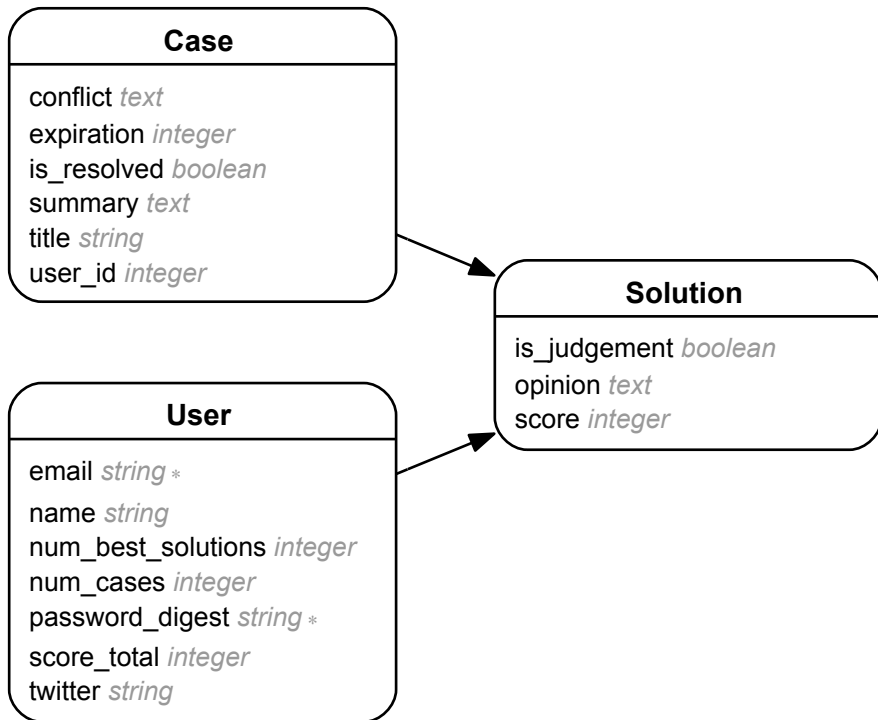 Case
conflict text
expiration integer
is_resolved boolean
summary text
title string
user_id integer
Solution
is_judgement boolean
opinion text
score integer
User
email string *
name string
num_best_solutions integer
num_cases integer
password_digest string *
score_total integer
twitter string